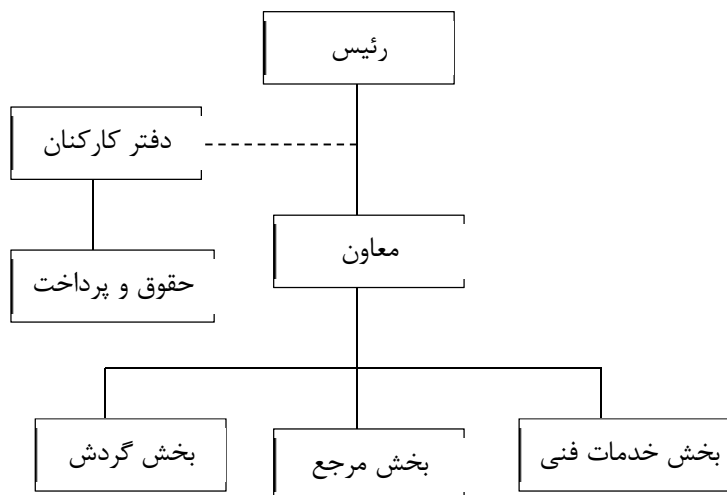 رئیس
دفتر کارکنان
معاون
حقوق و پرداخت
بخش خدمات فنی
بخش مرجع
بخش گردش